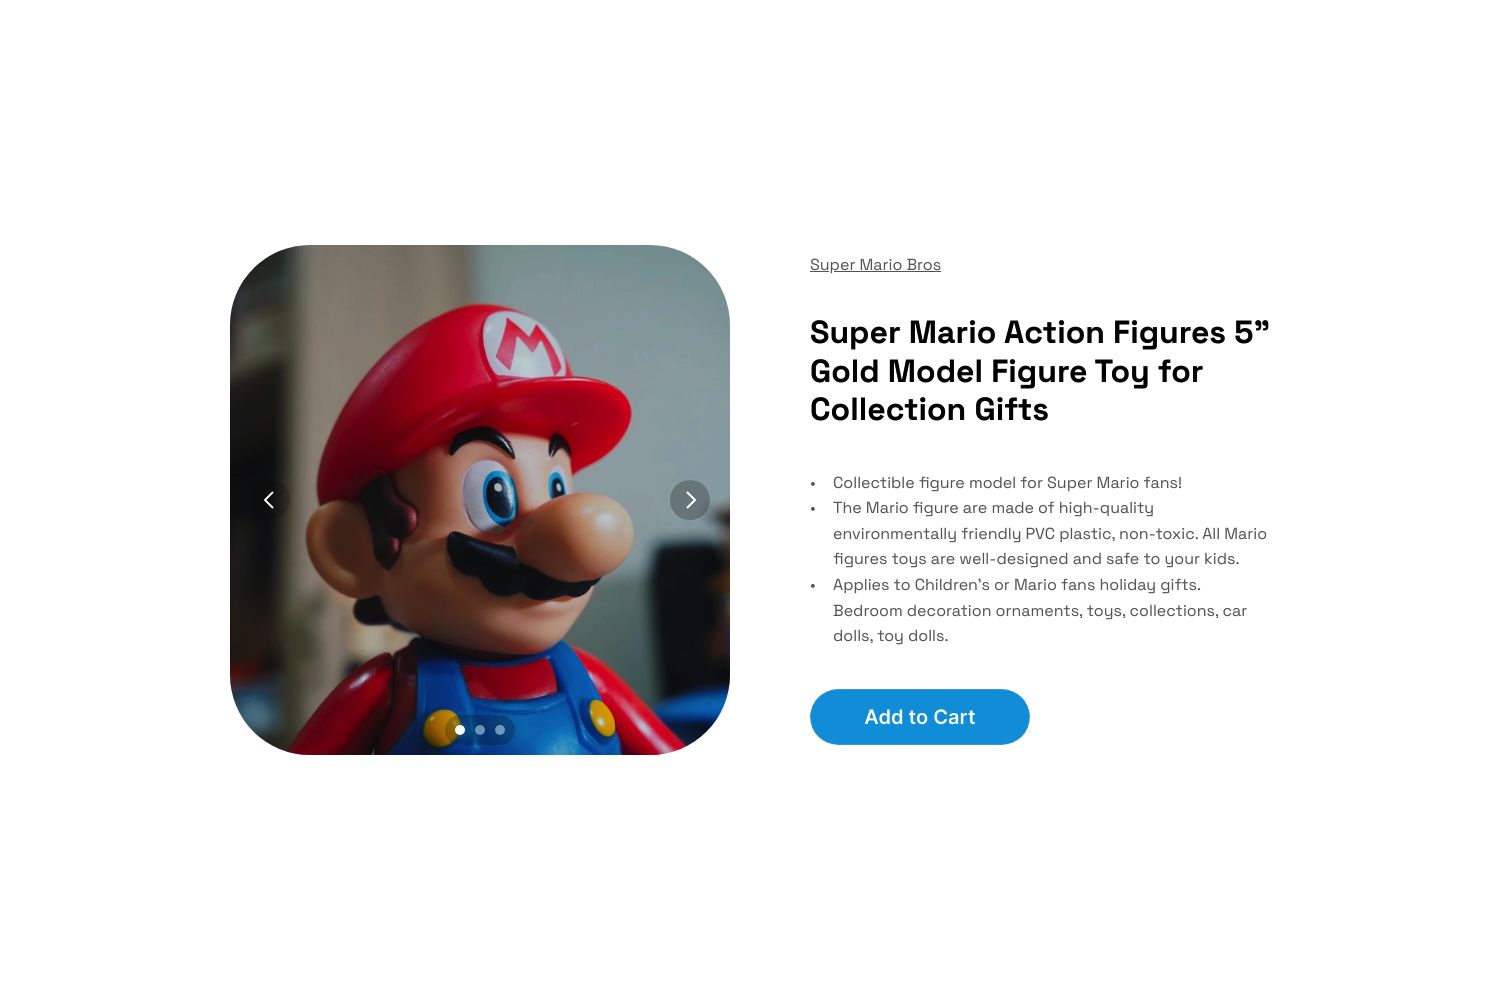 Super Mario Bros
Super Mario Action Figures 5”
Gold Model Figure Toy for
Collection Gifts
• Collectible figure model for Super Mario fans!
• The Mario figure are made of high-quality
environmentally friendly PVC plastic, non-toxic. All Mario
figures toys are well-designed and safe to your kids.
• Applies to Children’s or Mario fans holiday gifts.
Bedroom decoration ornaments, toys, collections, car
dolls, toy dolls.
M
Add to Cart